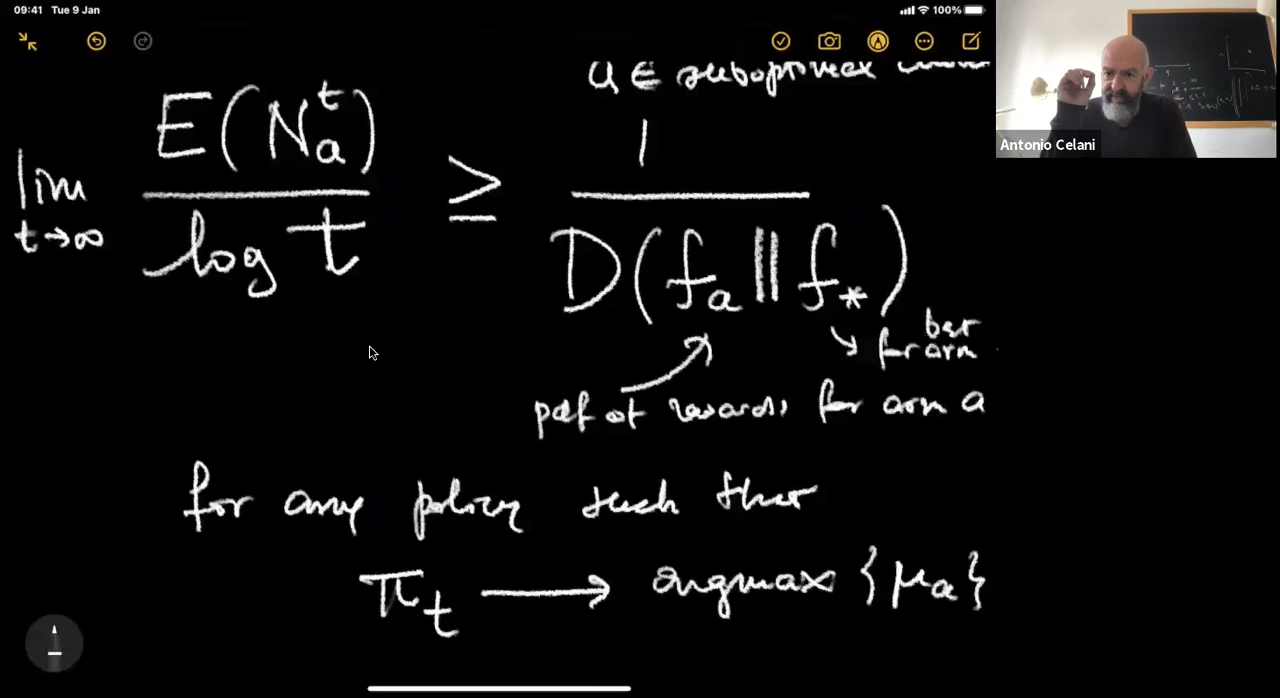 09:41 Tue 9 Jan
100%
a ∈ suboptimal
lim t→∞ E(N_a^t) / log t ≥ 1 / D(f_a || f_*)
best
for arm
pdf of rewards for arm a
for any policy such that
π_t → argmax {μ_a}
Antonio Celani